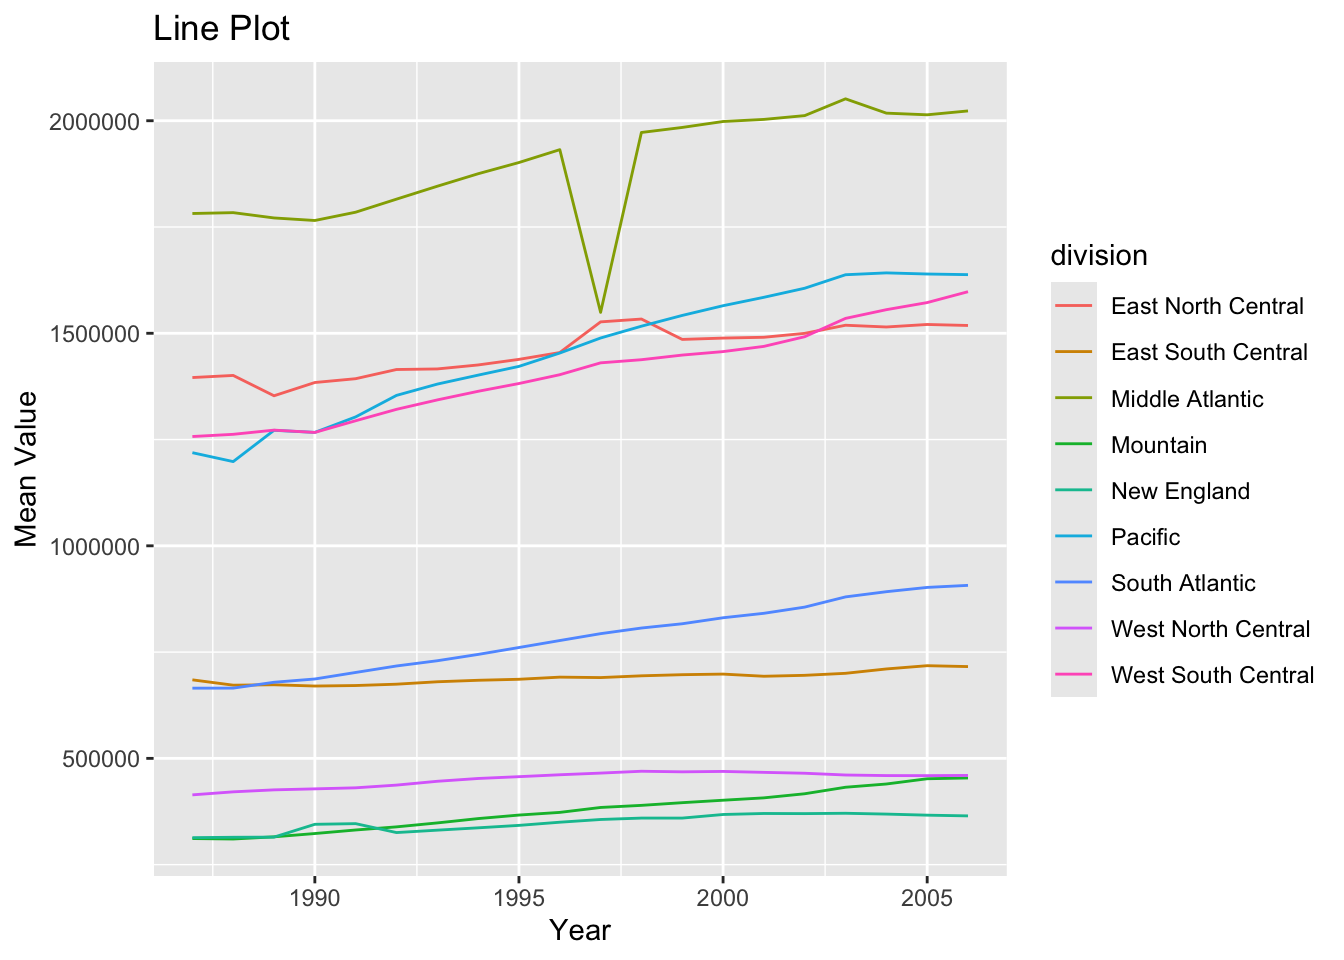 Line Plot
Mean Value
2000000
1500000
1000000
500000
1990
1995
2000
2005
Year
division
East North Central
East South Central
Middle Atlantic
Mountain
New England
Pacific
South Atlantic
West North Central
West South Central